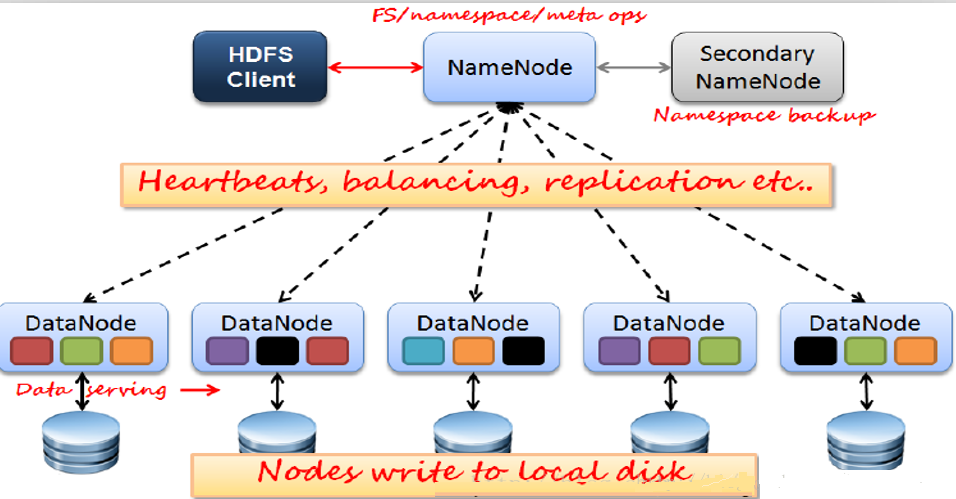 FS/namespace/meta ops
HDFS
Client
NameNode
Secondary
NameNode
Namespace backup
Heartbeats, balancing, replication etc..
DataNode
DataNode
DataNode
DataNode
DataNode
Data serving
Nodes write to local disk